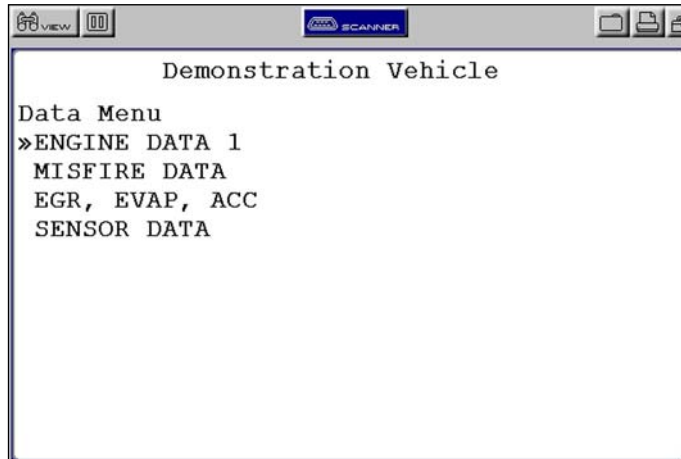 VIEW
SCANNER
Demonstration Vehicle
Data Menu
»ENGINE DATA 1
MISFIRE DATA
EGR, EVAP, ACC
SENSOR DATA